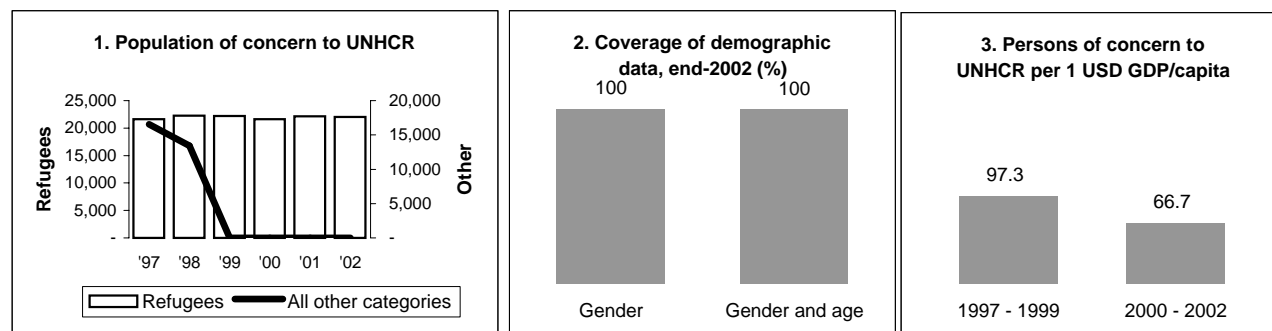 1. Population of concern to UNHCR
25,000
20,000
15,000
10,000
5,000
-
Refugees
20,000
15,000
10,000
5,000
-
Other
'97 '98 '99 '00 '01 '02
Refugees All other categories
2. Coverage of demographic
data, end-2002 (%)
100 100
Gender Gender and age
3. Persons of concern to
UNHCR per 1 USD GDP/capita
97.3
66.7
1997 - 1999 2000 - 2002